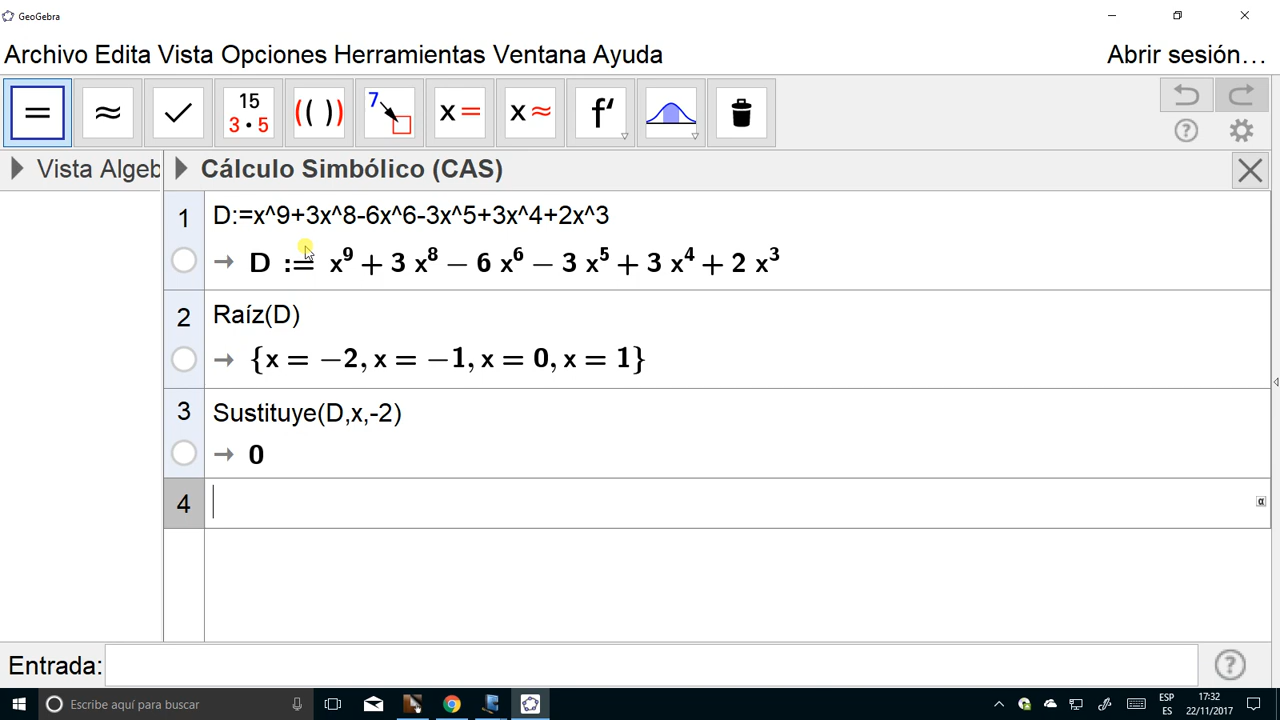 GeoGebra
Archivo Edita Vista Opciones Herramientas Ventana Ayuda
Abrir sesión...
= ≈ ✓ 15 3 • 5 (( )) 7 x = x ≈ f‘
Vista Algeb
Cálculo Simbólico (CAS)
1 D:=x^9+3x^8-6x^6-3x^5+3x^4+2x^3
→ D := x⁹ + 3 x⁸ − 6 x⁶ − 3 x⁵ + 3 x⁴ + 2 x³
2 Raíz(D)
→ {x = −2, x = −1, x = 0, x = 1}
3 Sustituye(D,x,-2)
→ 0
4
α
Entrada:
Escribe aquí para buscar
ESP
ES
17:32
22/11/2017